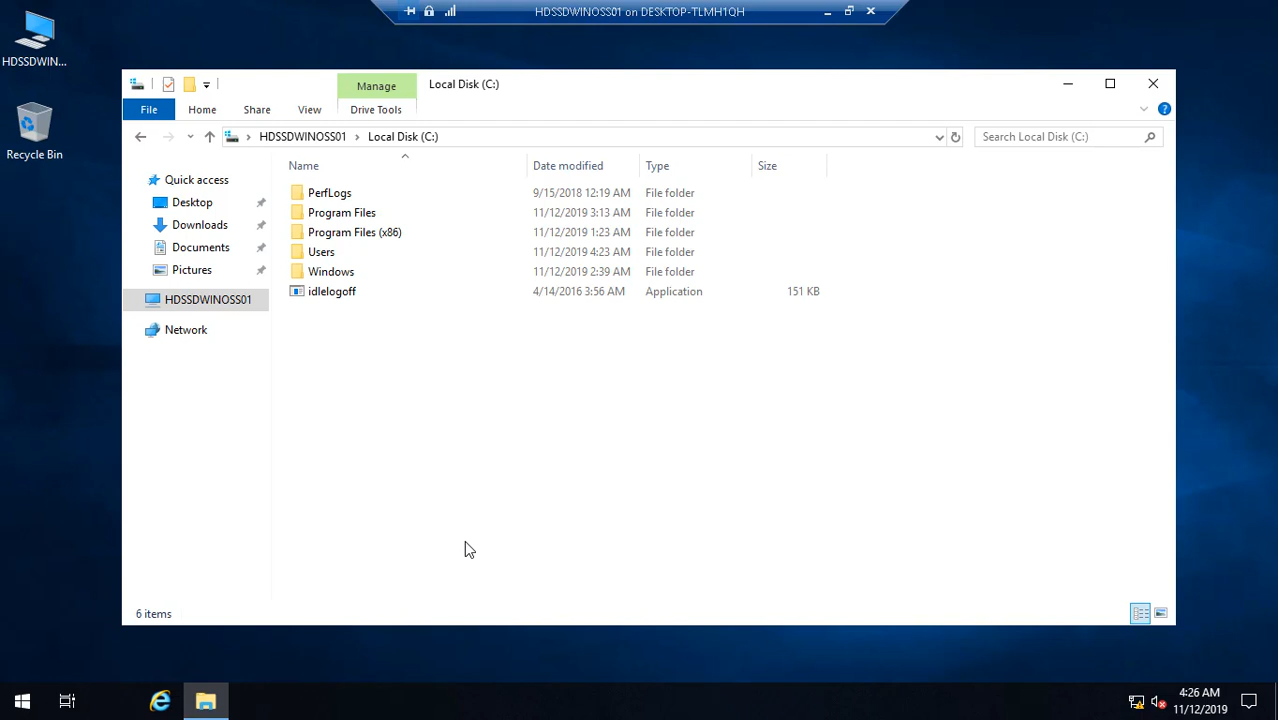 HDSSDWINOSS01 on DESKTOP-TLMH1QH
HDSSDWIN...
Recycle Bin
Manage
Local Disk (C:)
File
Home
Share
View
Drive Tools
HDSSDWINOSS01
Local Disk (C:)
Search Local Disk (C:)
Quick access
Desktop
Downloads
Documents
Pictures
HDSSDWINOSS01
Network
Name Date modified Type Size
PerfLogs 9/15/2018 12:19 AM File folder
Program Files 11/12/2019 3:13 AM File folder
Program Files (x86) 11/12/2019 1:23 AM File folder
Users 11/12/2019 4:23 AM File folder
Windows 11/12/2019 2:39 AM File folder
idlelogoff 4/14/2016 3:56 AM Application 151 KB
6 items
4:26 AM
11/12/2019